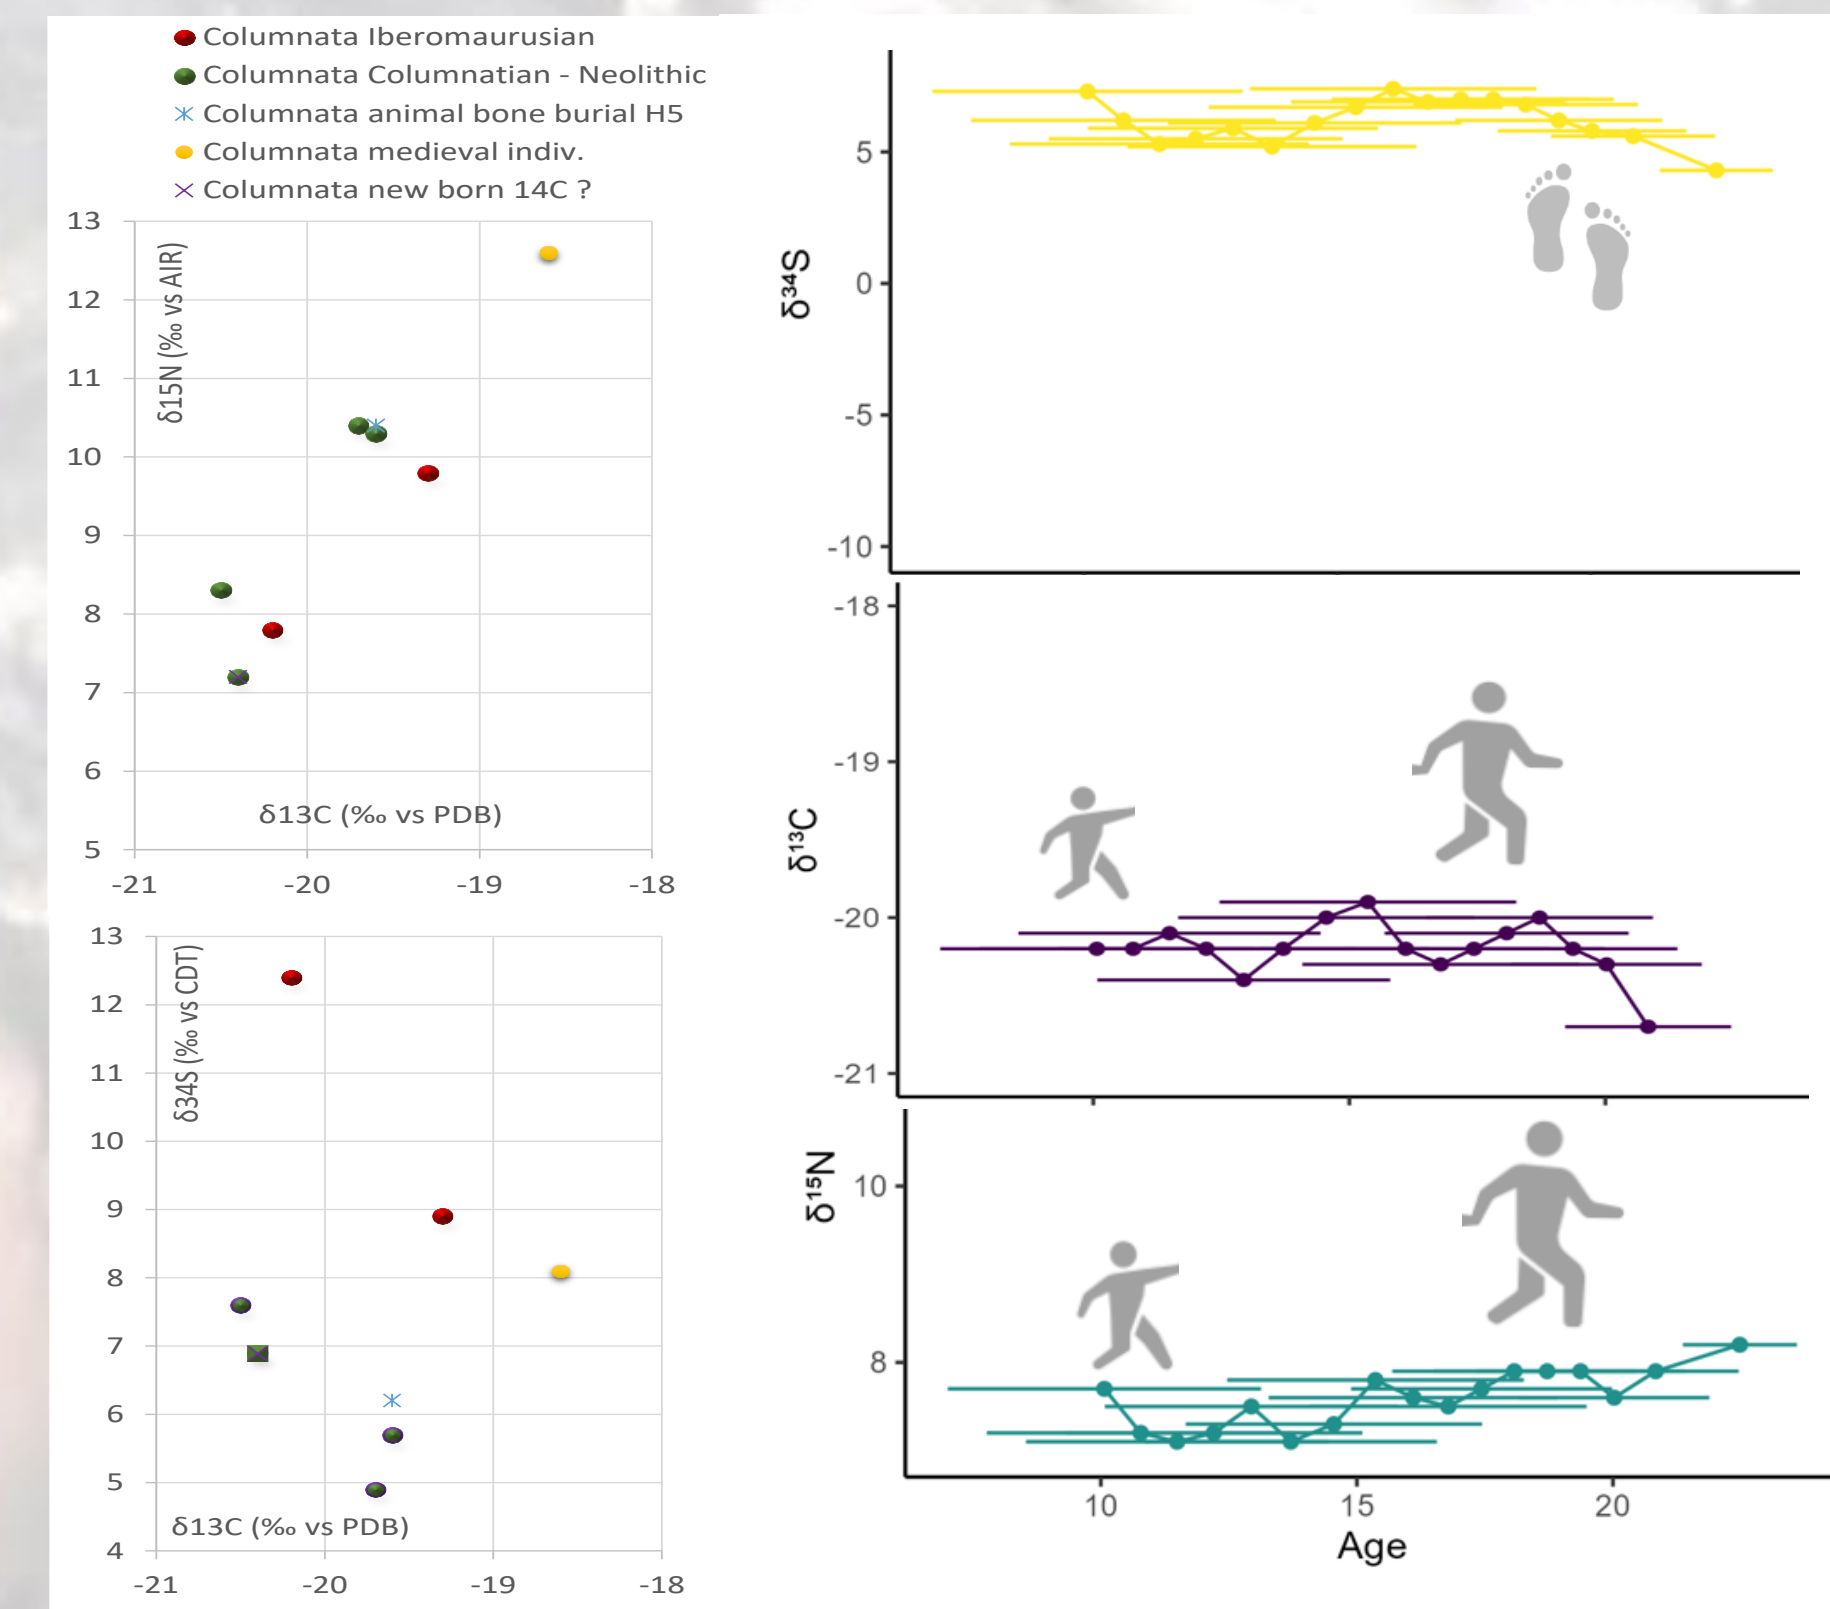 Columnata Iberomaurusian
Columnata Columnatian - Neolithic
Columnata animal bone burial H5
Columnata medieval indiv.
Columnata new born 14C ?
13
12
11
10
9
8
7
6
5
δ15N (‰ vs AIR)
δ13C (‰ vs PDB)
-21 -20 -19 -18
13
12
11
10
9
8
7
6
5
4
δ34S (‰ vs CDT)
δ13C (‰ vs PDB)
-21 -20 -19 -18
δ³⁴S
5
0
-5
-10
δ¹³C
-18
-19
-20
-21
δ¹⁵N
10
8
10 15 20
Age